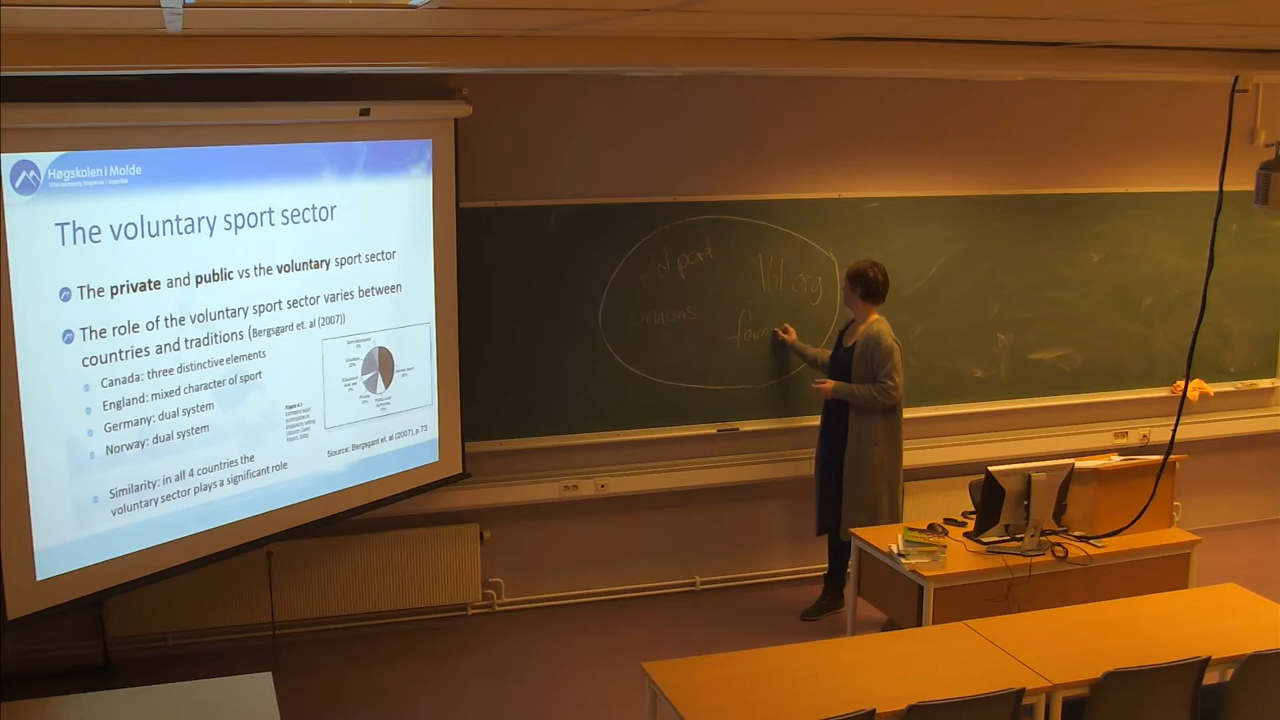 Høgskolen i Molde
The voluntary sport sector
The private and public vs the voluntary sport sector
The role of the voluntary sport sector varies between
countries and traditions (Bergsgard et. al (2007))
Canada: three distinctive elements
England: mixed character of sport
Germany: dual system
Norway: dual system
Similarity: in all 4 countries the
voluntary sector plays a significant role
Source: Bergsgard et. al (2007), p 73
Vol org